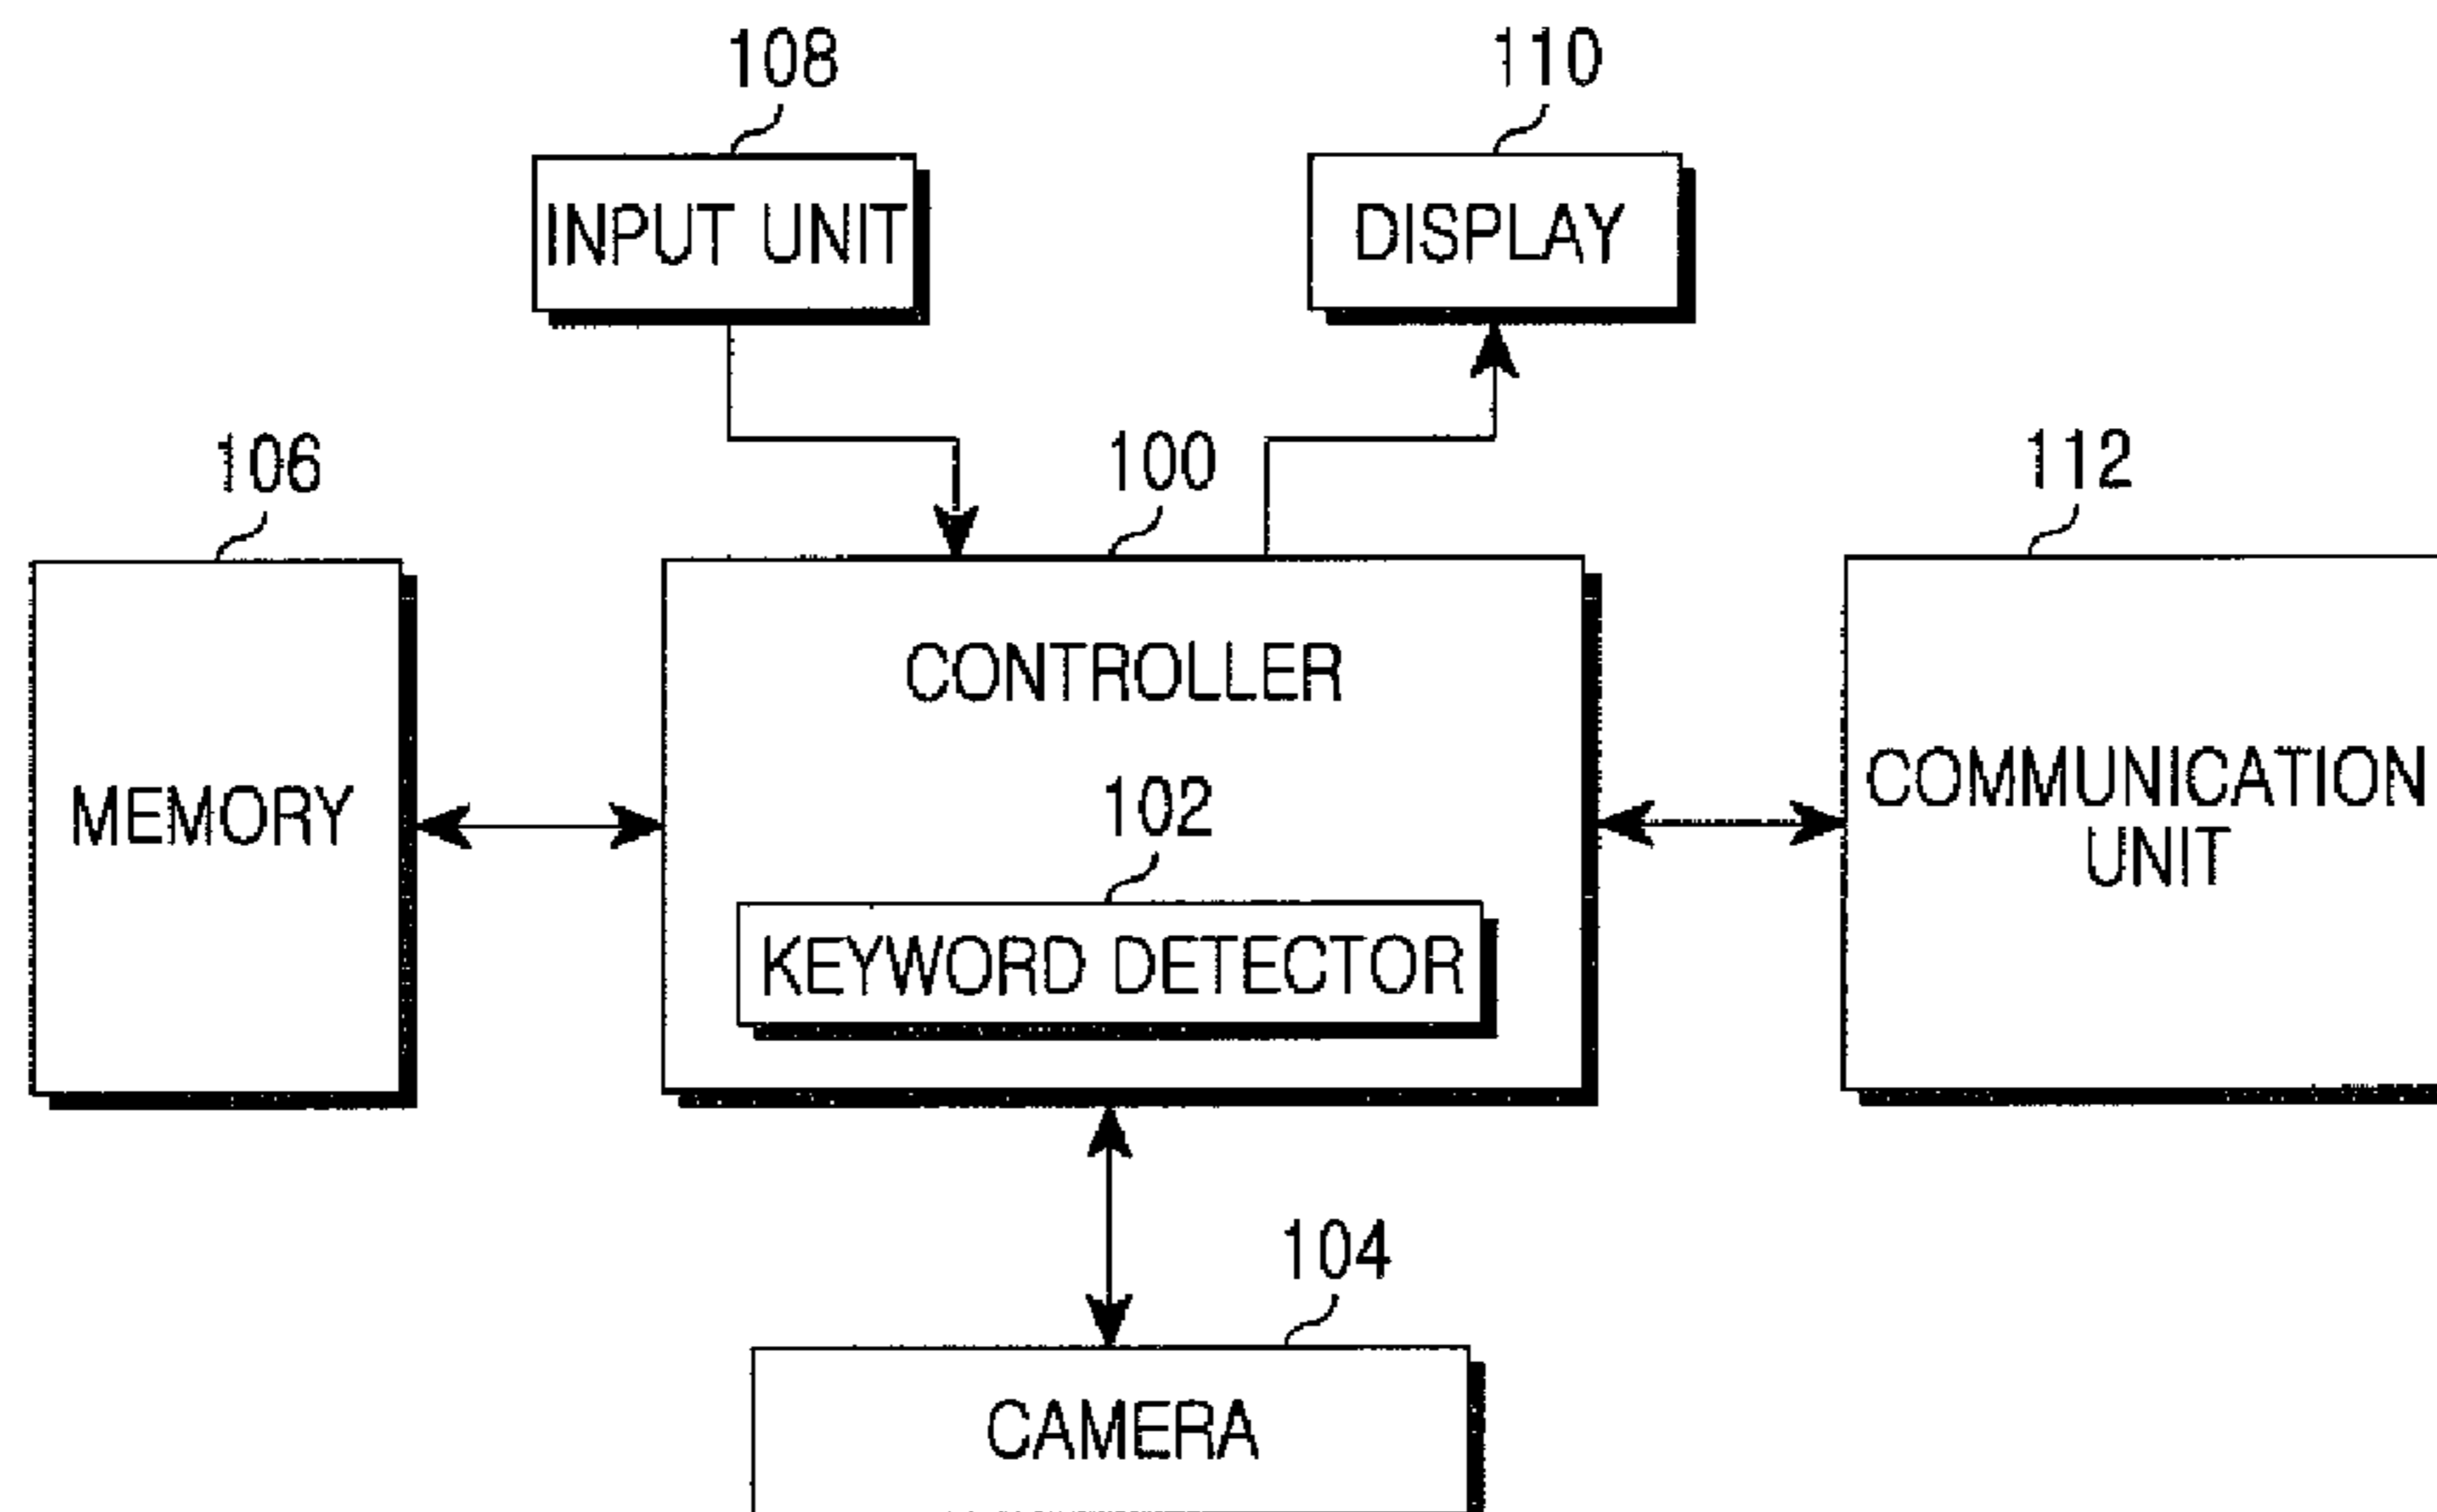 108
110
INPUT UNIT
DISPLAY
106
100
112
CONTROLLER
MEMORY
102
COMMUNICATION
UNIT
KEYWORD DETECTOR
104
CAMERA